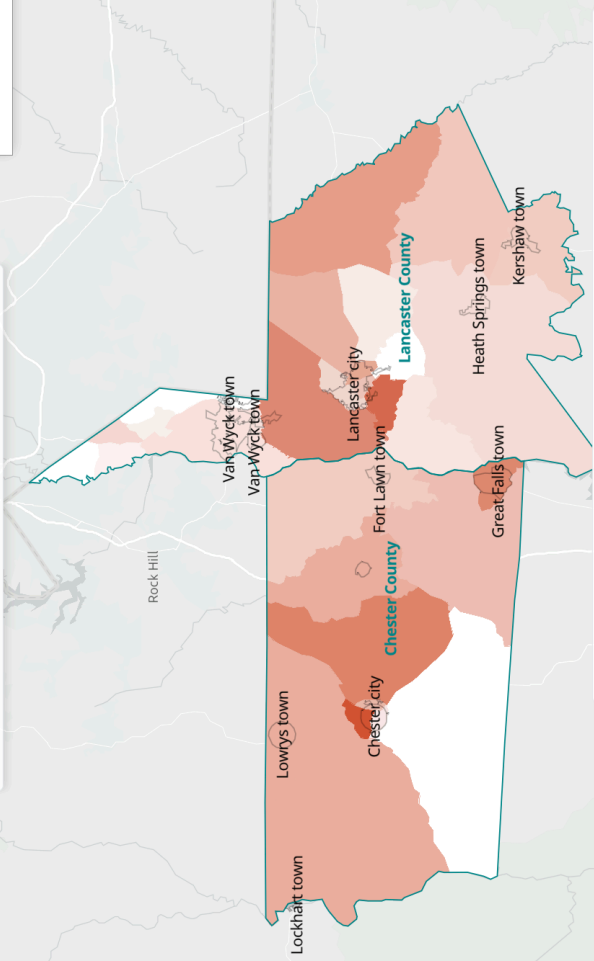 Lancaster County
Kershaw town
Heath Springs town
Lancaster city
Van Wyck town
Van Wyck town
Fort Lawn town
Great Falls town
Rock Hill
Chester County
Chester city
Lowrys town
Lockhart town